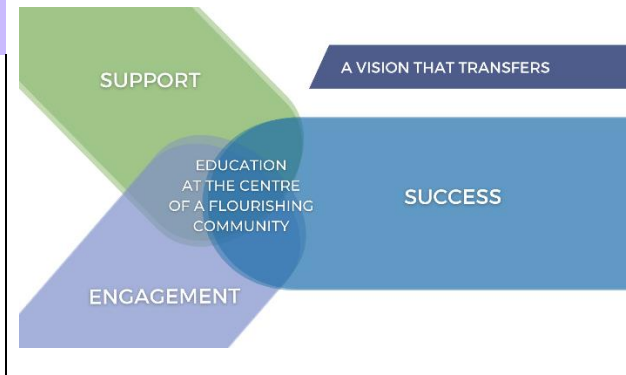 SUPPORT
A VISION THAT TRANSFERS
EDUCATION
AT THE CENTRE
OF A FLOURISHING
COMMUNITY
SUCCESS
ENGAGEMENT